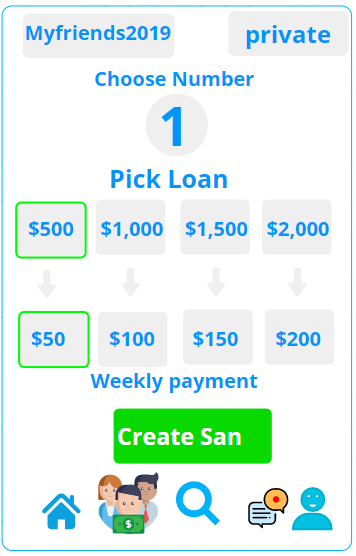 Myfriends2019 private
Choose Number
1
Pick Loan
$500 $1,000 $1,500 $2,000
$50 $100 $150 $200
Weekly payment
Create San
$